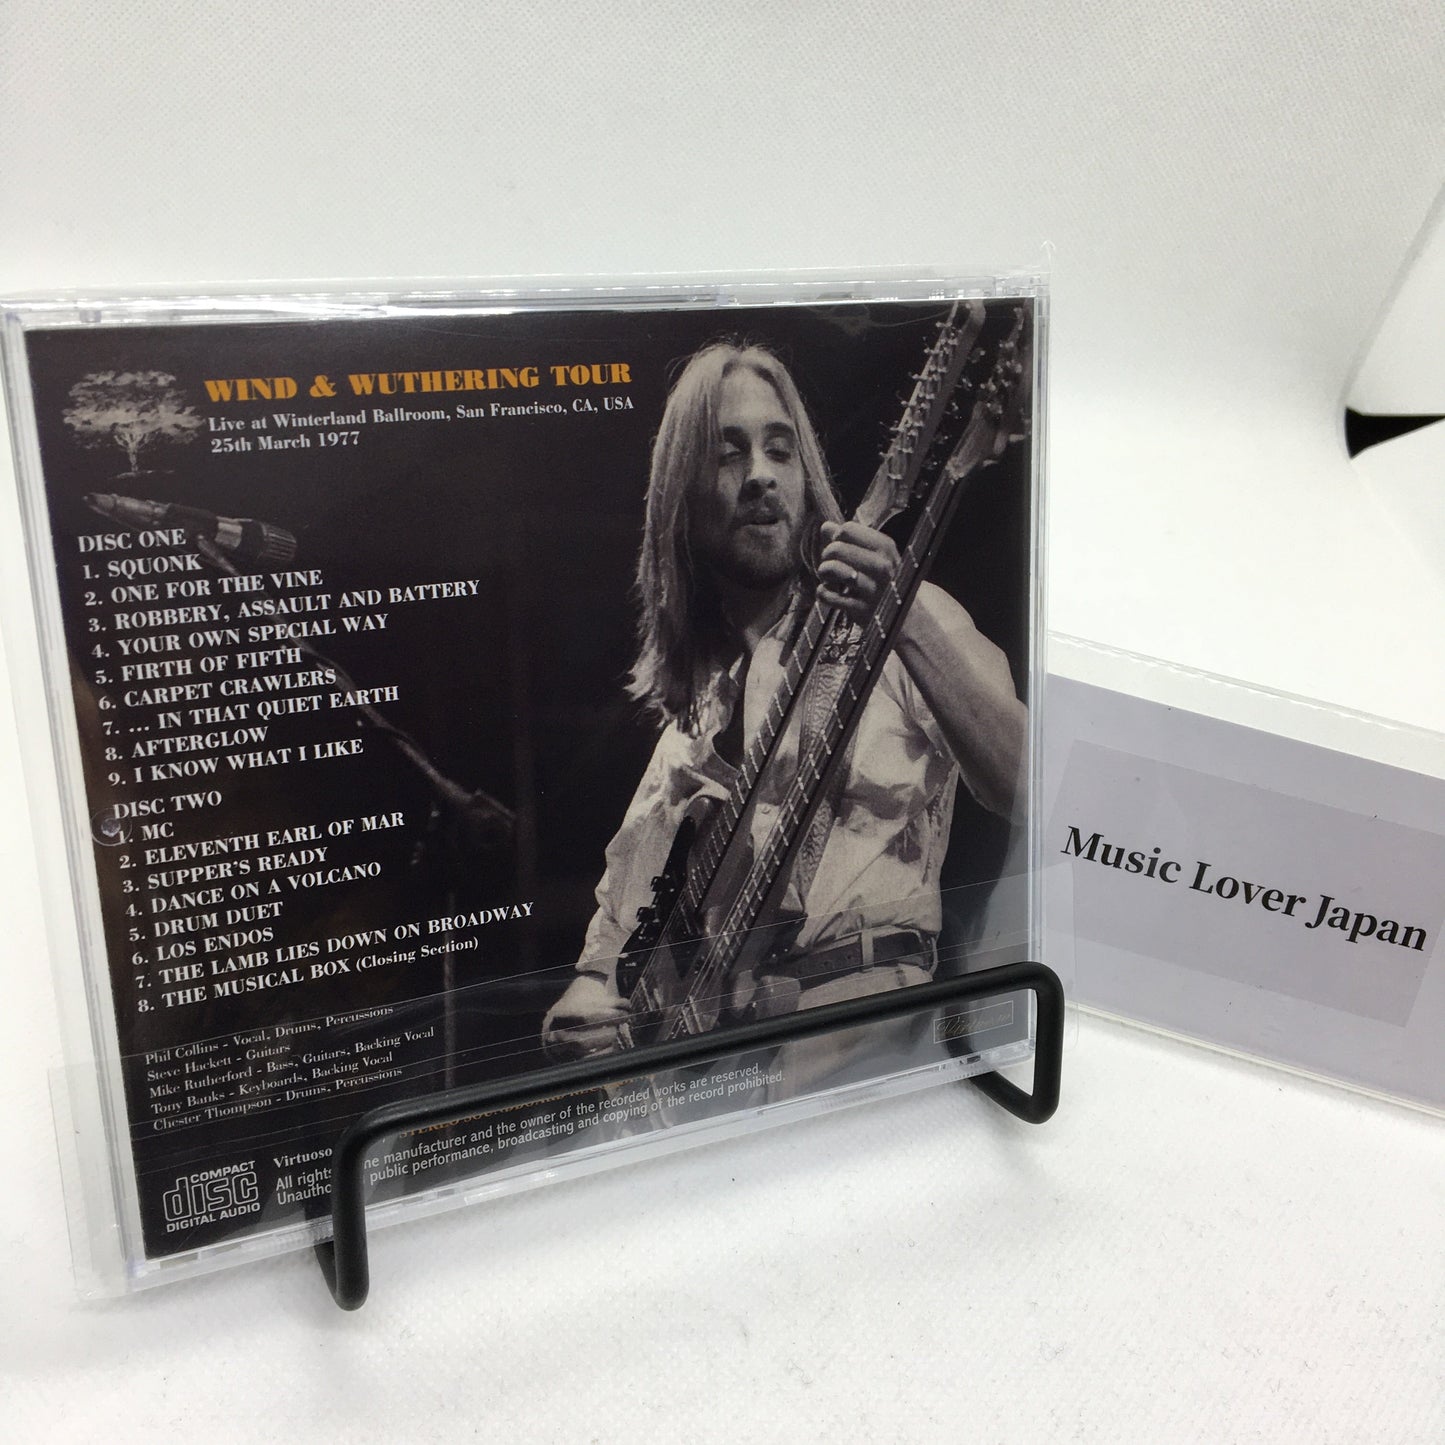 WIND & WUTHERING TOUR
Live at Winterland Ballroom, San Francisco, CA, USA
25th March 1977
DISC ONE
1. SQUONK
2. ONE FOR THE VINE
3. ROBBERY, ASSAULT AND BATTERY
4. YOUR OWN SPECIAL WAY
5. FIRTH OF FIFTH
6. CARPET CRAWLERS
7. ... IN THAT QUIET EARTH
8. AFTERGLOW
9. I KNOW WHAT I LIKE
DISC TWO
1. MC
2. ELEVENTH EARL OF MAR
3. SUPPER'S READY
4. DANCE ON A VOLCANO
5. DRUM DUET
6. LOS ENDOS
7. THE LAMB LIES DOWN ON BROADWAY
8. THE MUSICAL BOX (Closing Section)
Phil Collins - Vocal, Drums, Percussions
Steve Hackett - Guitars
Mike Rutherford - Bass, Guitars, Backing Vocal
Tony Banks - Keyboards, Backing Vocal
Chester Thompson - Drums, Percussions
STEREO SOUNDBOARD
Virtuoso
All rights manufacturer and the owner of the recorded works are reserved.
public performance, broadcasting and copying of the record prohibited.
COMPACT
disc
DIGITAL AUDIO
Virtuoso
Music Lover Japan